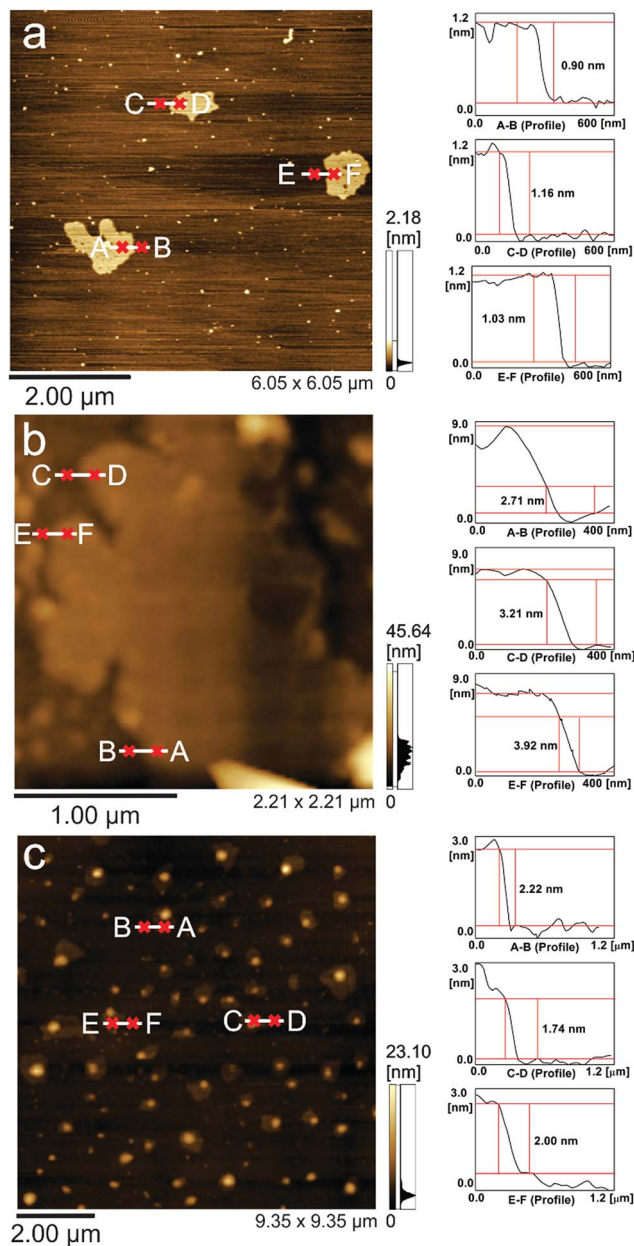 a
C D
E F
A B
2.18
[nm]
0
2.00 µm
6.05 x 6.05 µm
1.2
[nm]
0.90 nm
0.0
A-B (Profile)
600 [nm]
1.2
[nm]
1.16 nm
0.0
0.0
C-D (Profile)
600 [nm]
1.2
[nm]
1.03 nm
0.0
0.0
E-F (Profile)
600 [nm]
b
C D
E F
B A
45.64
[nm]
0
1.00 µm
2.21 x 2.21 µm
9.0
[nm]
2.71 nm
0.0
0.0
A-B (Profile)
400 [nm]
9.0
[nm]
3.21 nm
0.0
0.0
C-D (Profile)
400 [nm]
9.0
[nm]
3.92 nm
0.0
0.0
E-F (Profile)
400 [nm]
c
B A
E F
C D
23.10
[nm]
0
2.00 µm
9.35 x 9.35 µm
3.0
[nm]
2.22 nm
0.0
0.0
A-B (Profile)
1.2 [µm]
3.0
[nm]
1.74 nm
0.0
0.0
C-D (Profile)
1.2 [µm]
3.0
[nm]
2.00 nm
0.0
0.0
E-F (Profile)
1.2 [µm]